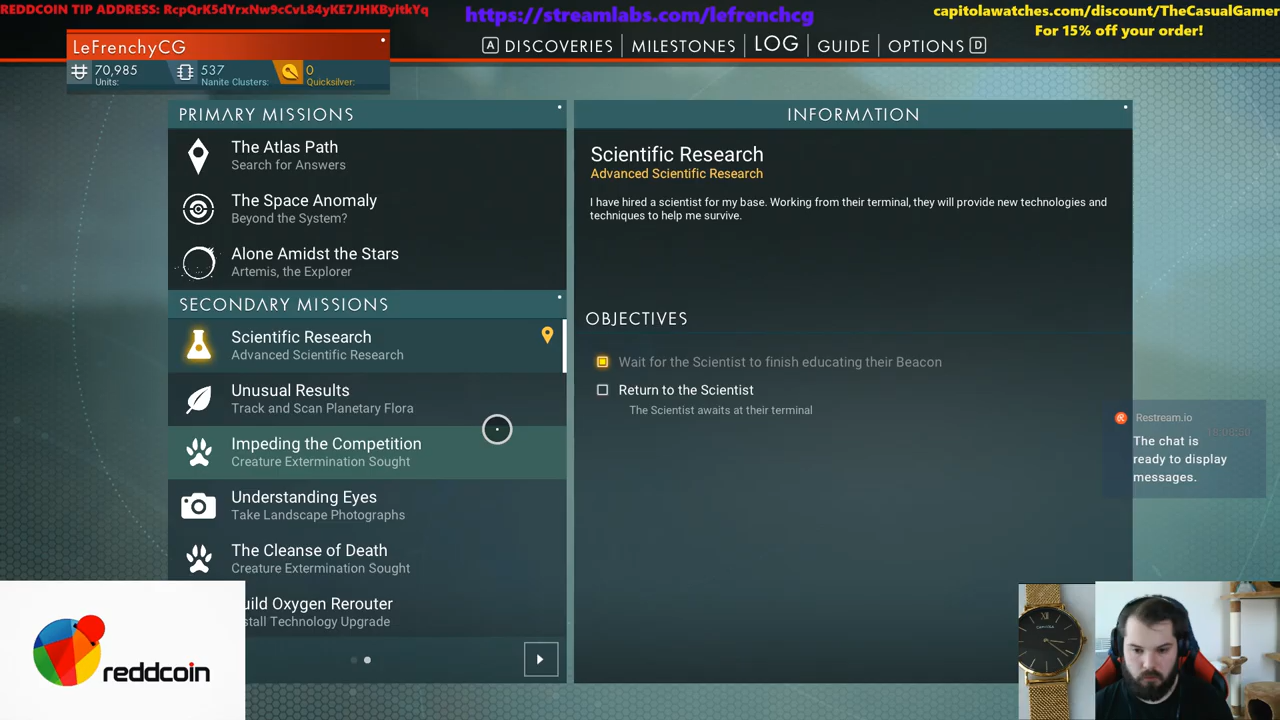 REDDCOIN TIP ADDRESS: RcpQrK5dYrxNw9cCvL84yKE7JHKByitkYq
https://streamlabs.com/lefrenchcg
capitolawatches.com/discount/TheCasualGamer
For 15% off your order!
LeFrenchyCG
70,985
Units:
537
Nanite Clusters:
0
Quicksilver:
A DISCOVERIES
MILESTONES
LOG
GUIDE
OPTIONS D
PRIMARY MISSIONS
The Atlas Path
Search for Answers
The Space Anomaly
Beyond the System?
Alone Amidst the Stars
Artemis, the Explorer
SECONDARY MISSIONS
Scientific Research
Advanced Scientific Research
Unusual Results
Track and Scan Planetary Flora
Impeding the Competition
Creature Extermination Sought
Understanding Eyes
Take Landscape Photographs
The Cleanse of Death
Creature Extermination Sought
uild Oxygen Rerouter
stall Technology Upgrade
INFORMATION
Scientific Research
Advanced Scientific Research
I have hired a scientist for my base. Working from their terminal, they will provide new technologies and
techniques to help me survive.
OBJECTIVES
Wait for the Scientist to finish educating their Beacon
Return to the Scientist
The Scientist awaits at their terminal
Restream.io
The chat is
ready to display
messages.
reddcoin